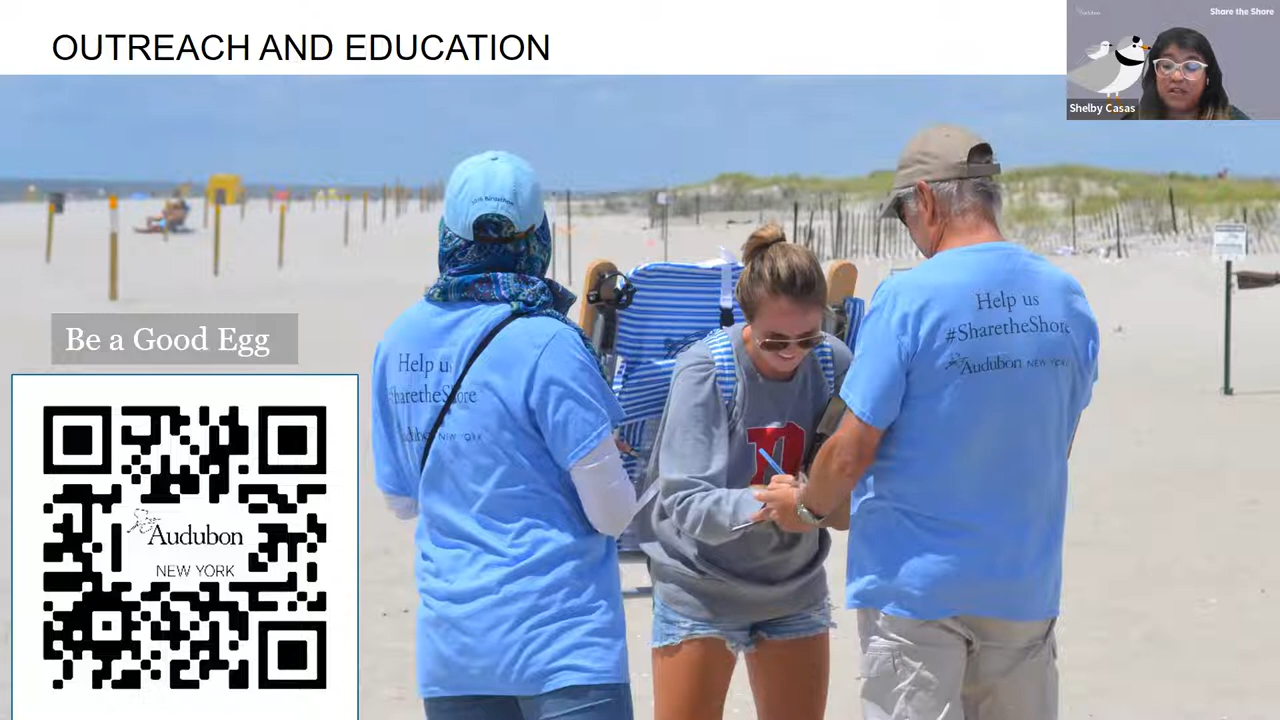 OUTREACH AND EDUCATION
Audubon
Share the Shore
Shelby Casas
Be a Good Egg
Audubon
NEW YORK
Help us
#SharetheShore
NEW YORK
Help us
#SharetheShore
Audubon NEW YORK